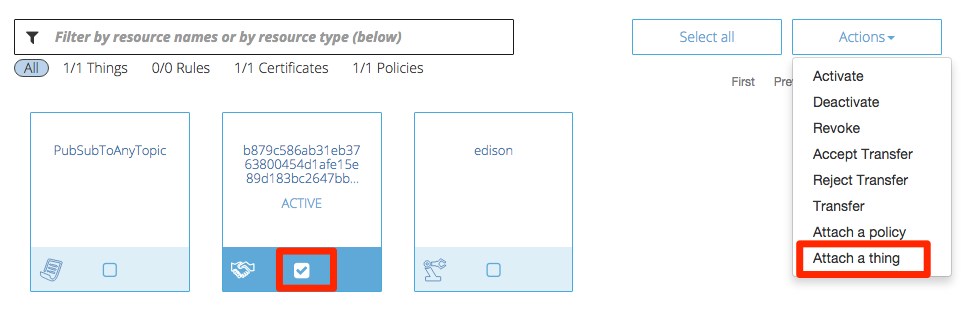 Filter by resource names or by resource type (below)
Select all
Actions
All 1/1 Things 0/0 Rules 1/1 Certificates 1/1 Policies
First
Activate
Deactivate
Revoke
Accept Transfer
Reject Transfer
Transfer
Attach a policy
Attach a thing
PubSubToAnyTopic
b879c586ab31eb37
63800454d1afe15e
89d183bc2647bb...
ACTIVE
edison